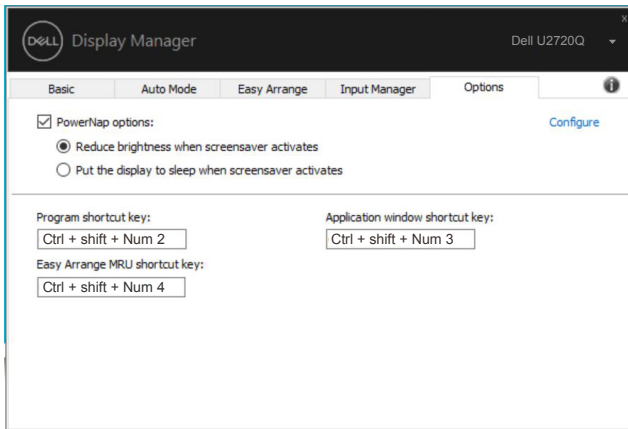 x
DELL Display Manager
Dell U2720Q
Basic Auto Mode Easy Arrange Input Manager Options i
PowerNap options: Configure
Reduce brightness when screensaver activates
Put the display to sleep when screensaver activates
Program shortcut key: Application window shortcut key:
Ctrl + shift + Num 2 Ctrl + shift + Num 3
Easy Arrange MRU shortcut key:
Ctrl + shift + Num 4